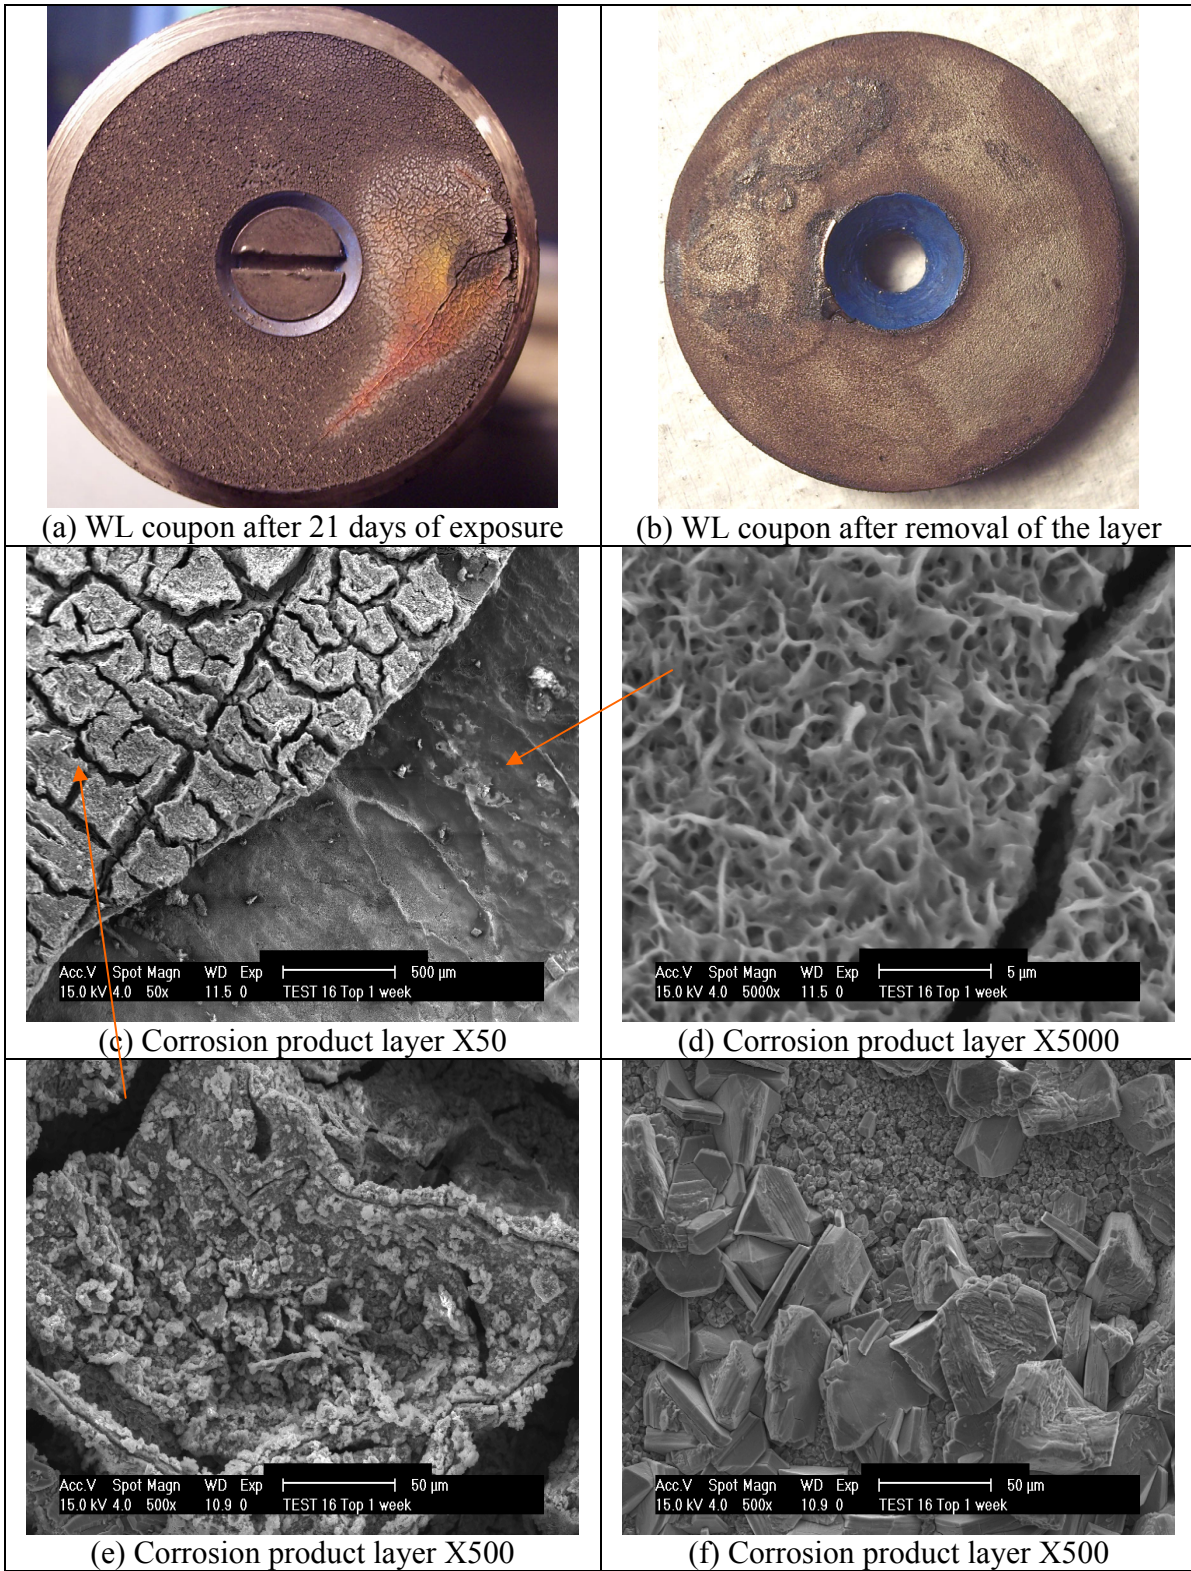 (a) WL coupon after 21 days of exposure
(b) WL coupon after removal of the layer
Acc.V Spot Magn WD Exp 500 µm
15.0 kV 4.0 50x 11.5 0 TEST 16 Top 1 week
(c) Corrosion product layer X50
Acc.V Spot Magn WD Exp 5 µm
15.0 kV 4.0 5000x 11.5 0 TEST 16 Top 1 week
(d) Corrosion product layer X5000
Acc.V Spot Magn WD Exp 50 µm
15.0 kV 4.0 500x 10.9 0 TEST 16 Top 1 week
(e) Corrosion product layer X500
Acc.V Spot Magn WD Exp 50 µm
15.0 kV 4.0 500x 10.9 0 TEST 16 Top 1 week
(f) Corrosion product layer X500